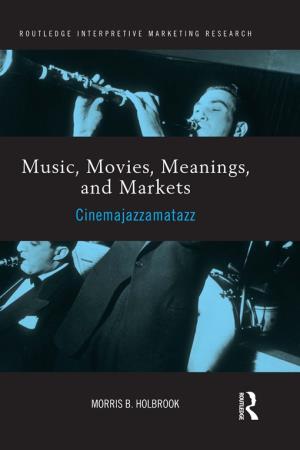 ROUTLEDGE INTERPRETIVE MARKETING RESEARCH
Music, Movies, Meanings,
and Markets
Cinemajazzamatazz
MORRIS B. HOLBROOK
ROUTLEDGE